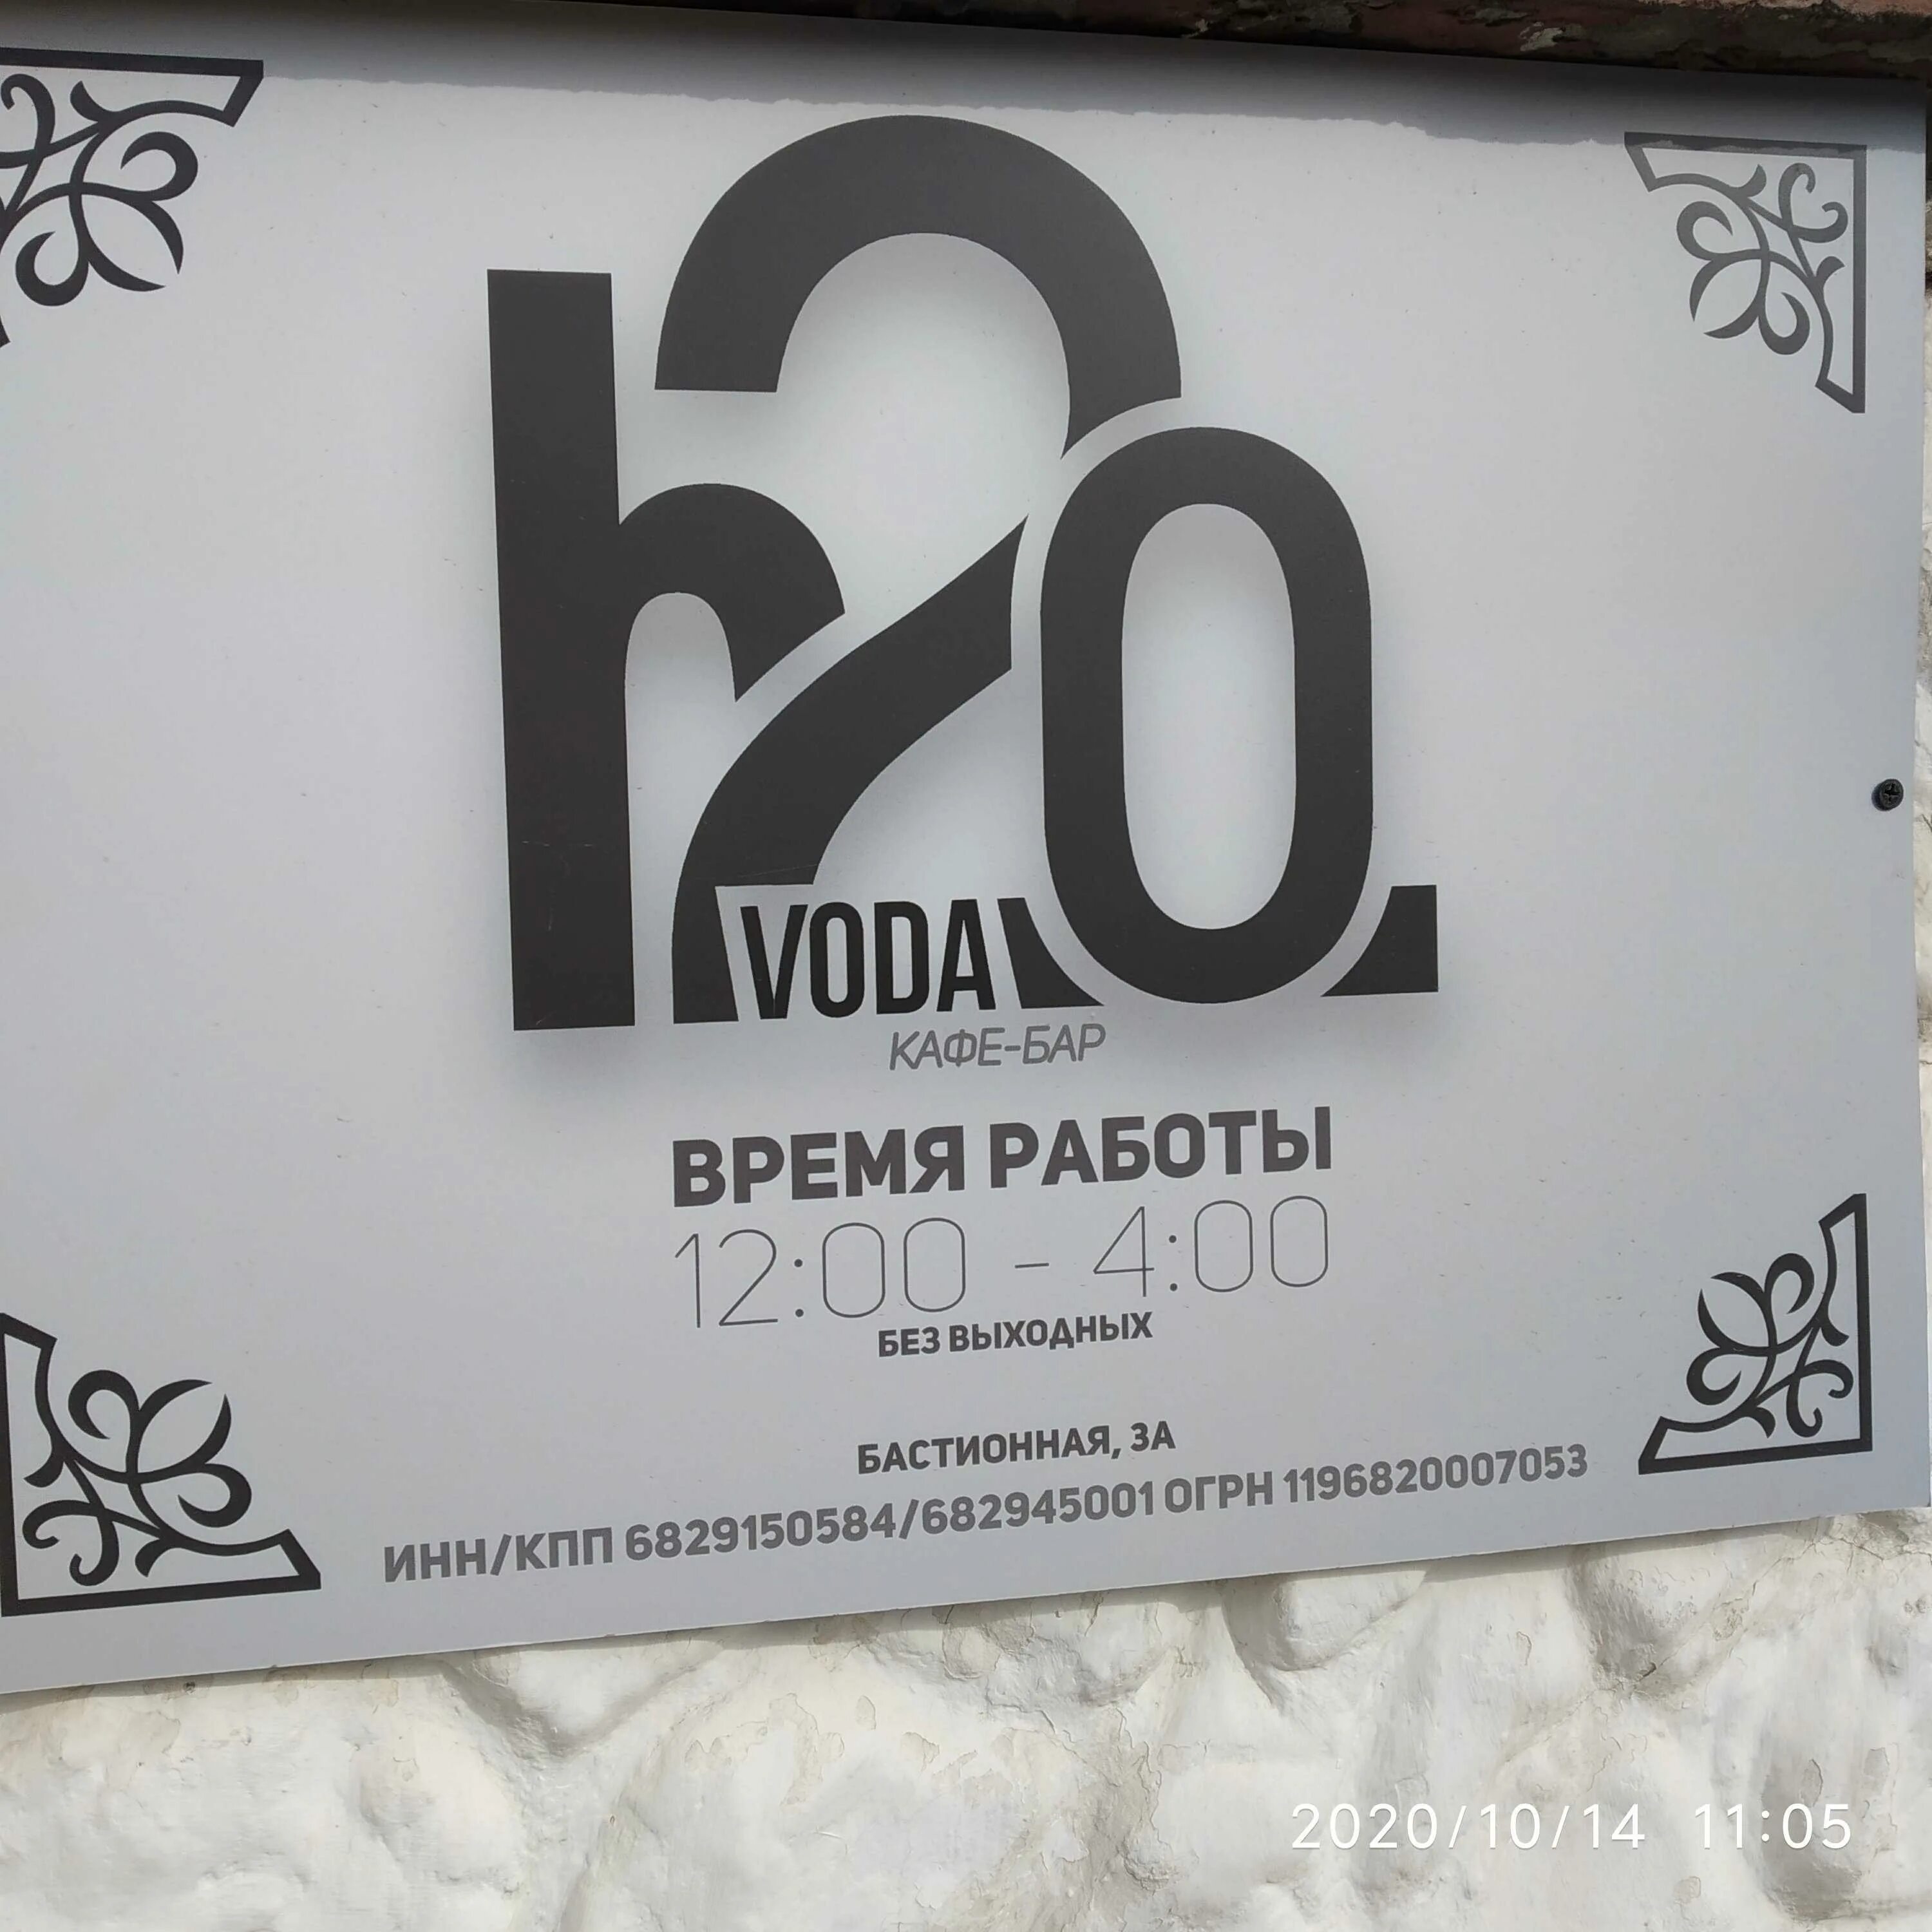 h2o
VODA
КАФЕ-БАР
ВРЕМЯ РАБОТЫ
12:00 - 4:00
БЕЗ ВЫХОДНЫХ
БАСТИОННАЯ, 3А
ИНН/КПП 6829150584/682945001 ОГРН 1196820007053
2020/10/14 11:05